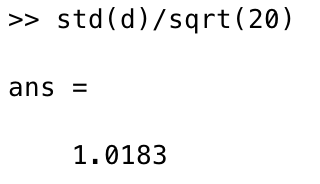 >> std(d)/sqrt(20)
ans =
1.0183